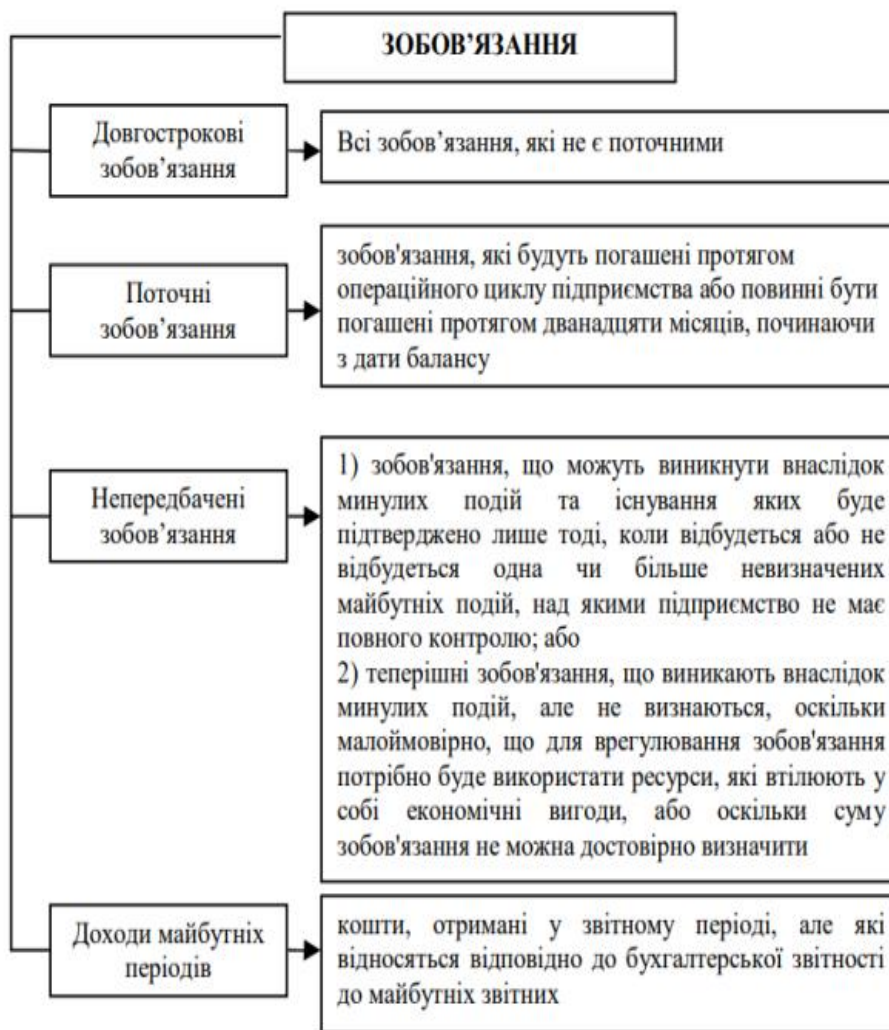 ЗОБОВ’ЯЗАННЯ
Довгострокові
зобов’язання
Всі зобов’язання, які не є поточними
Поточні
зобов’язання
зобов'язання, які будуть погашені протягом
операційного циклу підприємства або повинні бути
погашені протягом дванадцяти місяців, починаючи
з дати балансу
Непередбачені
зобов’язання
1) зобов'язання, що можуть виникнути внаслідок
минулих подій та існування яких буде
підтверджено лише тоді, коли відбудеться або не
відбудеться одна чи більше невизначених
майбутніх подій, над якими підприємство не має
повного контролю; або
2) теперішні зобов'язання, що виникають внаслідок
минулих подій, але не визнаються, оскільки
малоймовірно, що для врегулювання зобов'язання
потрібно буде використати ресурси, які втілюють у
собі економічні вигоди, або оскільки суму
зобов'язання не можна достовірно визначити
Доходи майбутніх
періодів
кошти, отримані у звітному періоді, але які
відносяться відповідно до бухгалтерської звітності
до майбутніх звітних